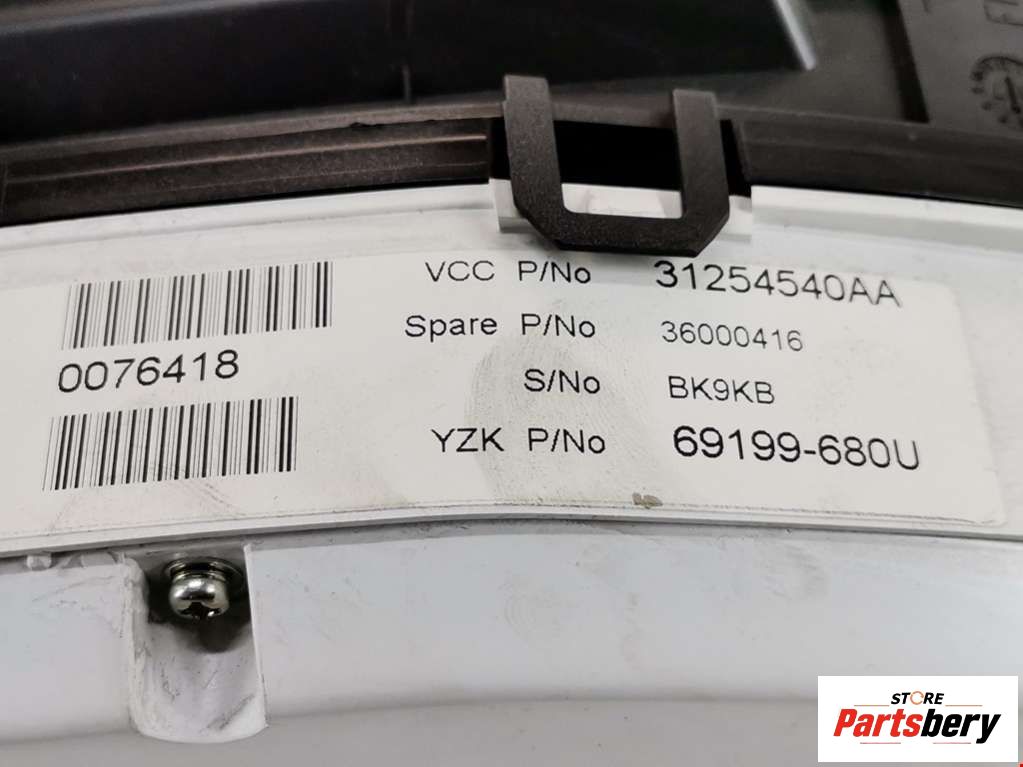 VCC P/No 31254540AA
Spare P/No 36000416
0076418
S/No BK9KB
YZK P/No 69199-680U
STORE
Partsbery